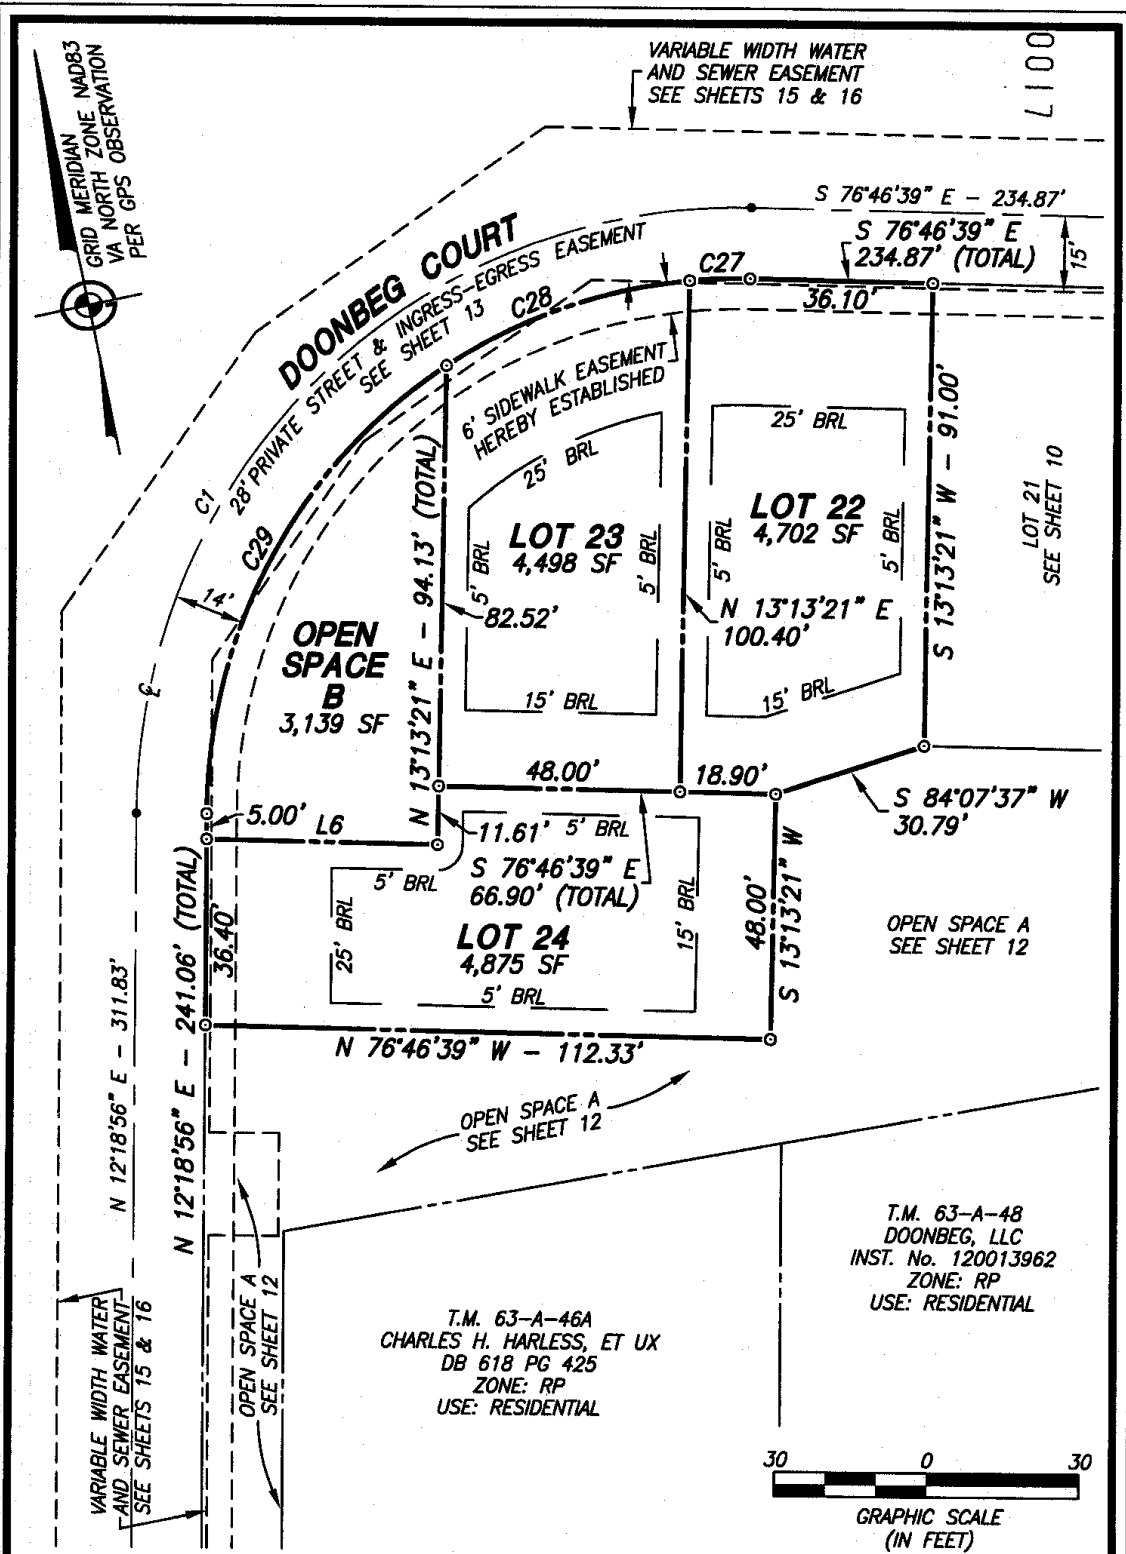 0017
VARIABLE WIDTH WATER
AND SEWER EASEMENT
SEE SHEETS 15 & 16
GRID MERIDIAN
VA NORTH ZONE NAD83
PER GPS OBSERVATION
S 76°46'39" E - 234.87'
S 76°46'39" E
234.87' (TOTAL)
15'
DOONBEG COURT
28' PRIVATE STREET & INGRESS-EGRESS EASEMENT
SEE SHEET 13
C27
C28
36.10'
6' SIDEWALK EASEMENT
HEREBY ESTABLISHED
25' BRL
25' BRL
C1
C29
14'
LOT 23
4,498 SF
LOT 22
4,702 SF
5' BRL
5' BRL
5' BRL
5' BRL
S 13°13'21" W - 91.00'
LOT 21
SEE SHEET 10
N 13°13'21" E - 94.13' (TOTAL)
82.52'
N 13°13'21" E
100.40'
OPEN
SPACE
B
3,139 SF
℄
15' BRL
15' BRL
48.00'
18.90'
S 84°07'37" W
30.79'
5.00'
L6
11.61'
5' BRL
5' BRL
S 76°46'39" E
66.90' (TOTAL)
25' BRL
15' BRL
LOT 24
4,875 SF
5' BRL
48.00'
S 13°13'21" W
OPEN SPACE A
SEE SHEET 12
36.40'
N 12°18'56" E - 241.06' (TOTAL)
N 12°18'56" E - 311.83'
N 76°46'39" W - 112.33'
OPEN SPACE A
SEE SHEET 12
T.M. 63-A-48
DOONBEG, LLC
INST. No. 120013962
ZONE: RP
USE: RESIDENTIAL
T.M. 63-A-46A
CHARLES H. HARLESS, ET UX
DB 618 PG 425
ZONE: RP
USE: RESIDENTIAL
OPEN SPACE A
SEE SHEET 12
VARIABLE WIDTH WATER
AND SEWER EASEMENT
SEE SHEETS 15 & 16
30 0 30
GRAPHIC SCALE
(IN FEET)